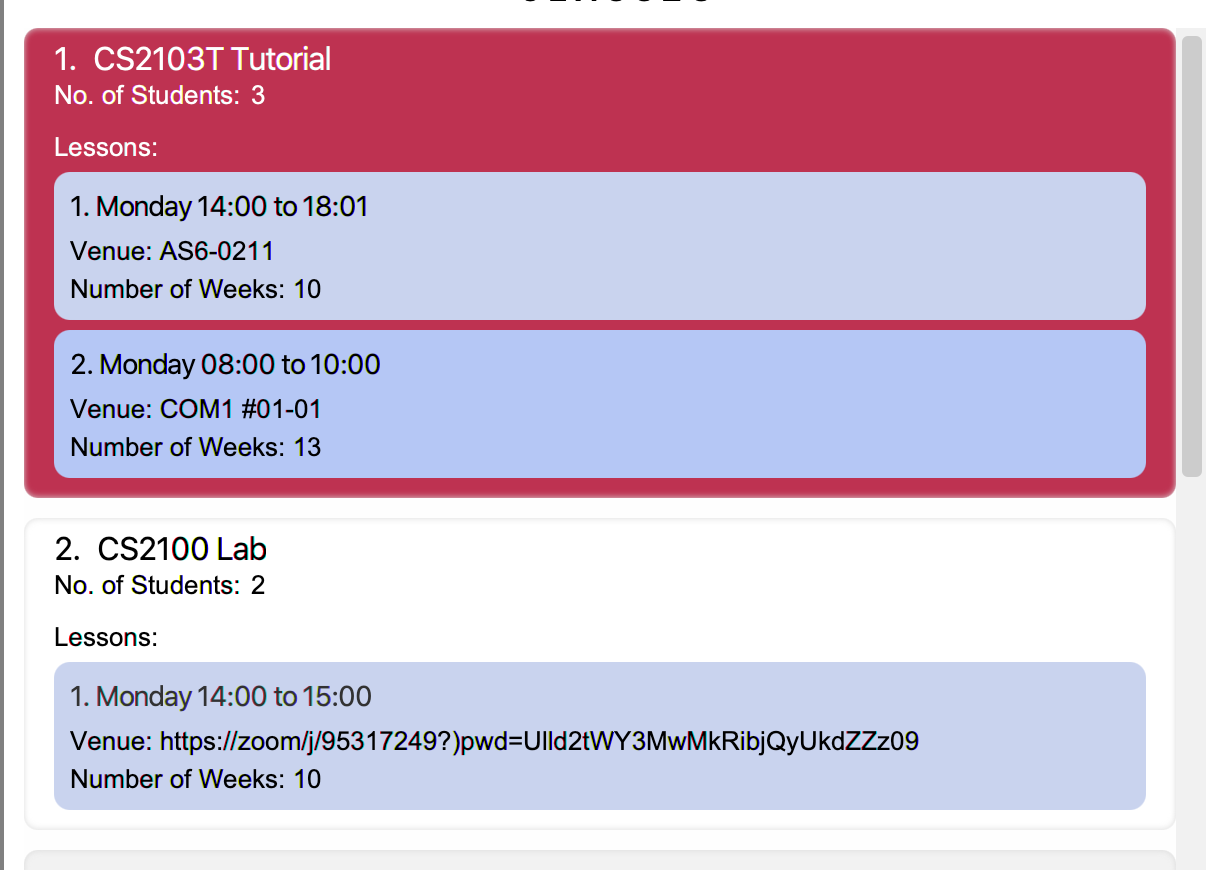 1. CS2103T Tutorial
No. of Students: 3
Lessons:
1. Monday 14:00 to 18:01
Venue: AS6-0211
Number of Weeks: 10
2. Monday 08:00 to 10:00
Venue: COM1 #01-01
Number of Weeks: 13
2. CS2100 Lab
No. of Students: 2
Lessons:
1. Monday 14:00 to 15:00
Venue: https://zoom/j/95317249?)pwd=Ulld2tWY3MwMkRibjQyUkdZZz09
Number of Weeks: 10